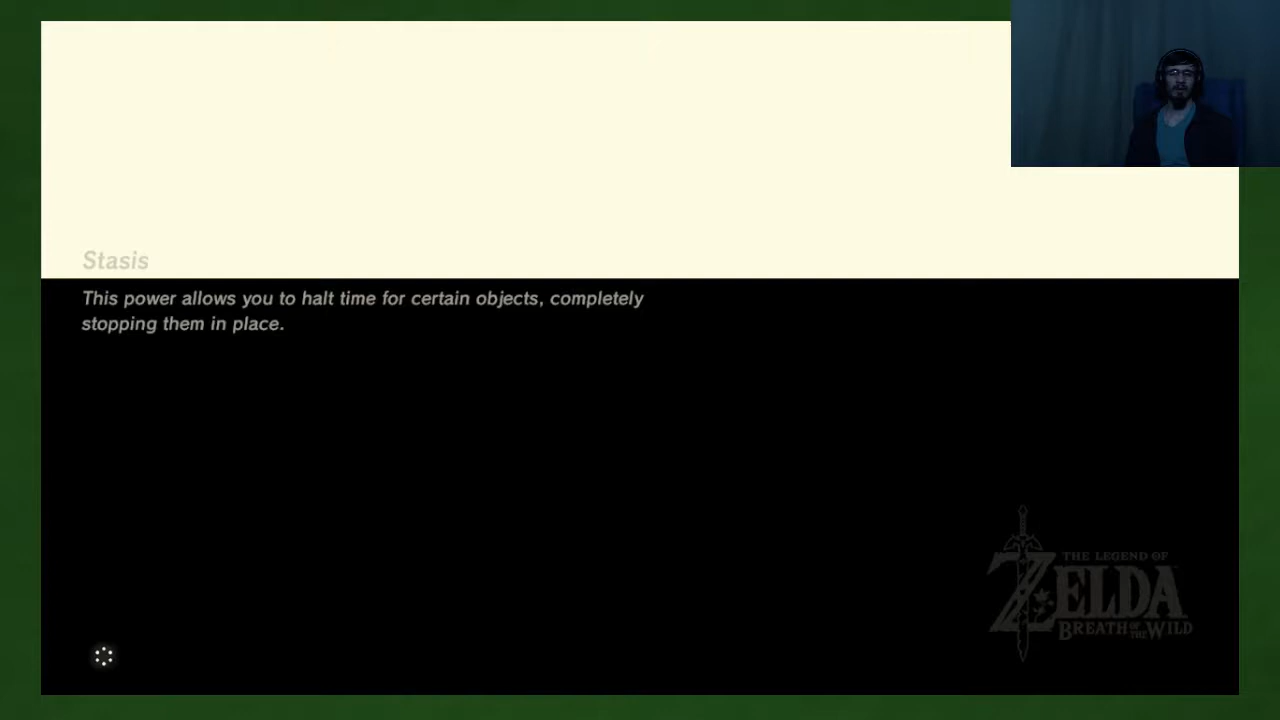 Stasis
This power allows you to halt time for certain objects, completely
stopping them in place.
THE LEGEND OF
ZELDA
BREATH OF THE WILD